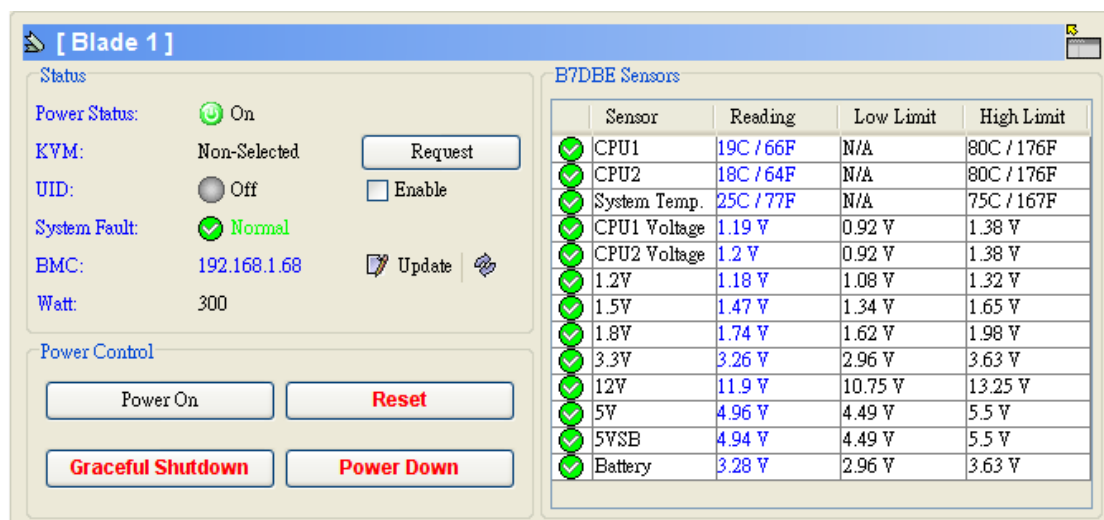 [ Blade 1 ]
Status
Power Status: On
KVM: Non-Selected Request
UID: Off Enable
System Fault: Normal
BMC: 192.168.1.68 Update
Watt: 300
Power Control
Power On Reset
Graceful Shutdown Power Down
B7DBE Sensors
Sensor Reading Low Limit High Limit
CPU1 19C / 66F N/A 80C / 176F
CPU2 18C / 64F N/A 80C / 176F
System Temp. 25C / 77F N/A 75C / 167F
CPU1 Voltage 1.19 V 0.92 V 1.38 V
CPU2 Voltage 1.2 V 0.92 V 1.38 V
1.2V 1.18 V 1.08 V 1.32 V
1.5V 1.47 V 1.34 V 1.65 V
1.8V 1.74 V 1.62 V 1.98 V
3.3V 3.26 V 2.96 V 3.63 V
12V 11.9 V 10.75 V 13.25 V
5V 4.96 V 4.49 V 5.5 V
5VSB 4.94 V 4.49 V 5.5 V
Battery 3.28 V 2.96 V 3.63 V